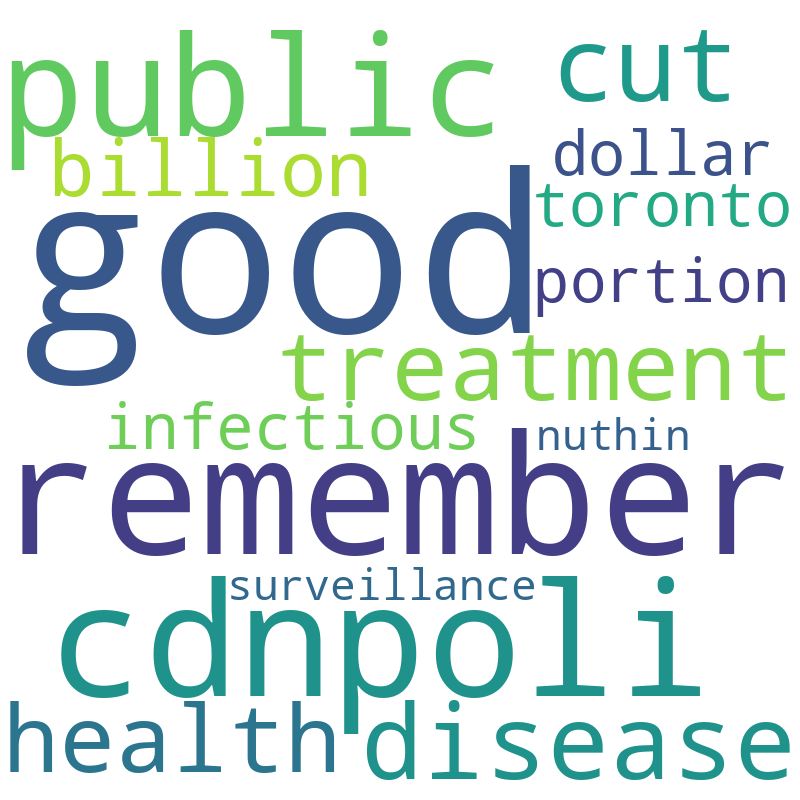 public cut
billion dollar
good toronto
portion
treatment
infectious nuthin
remember
surveillance
cdnpoli
health disease